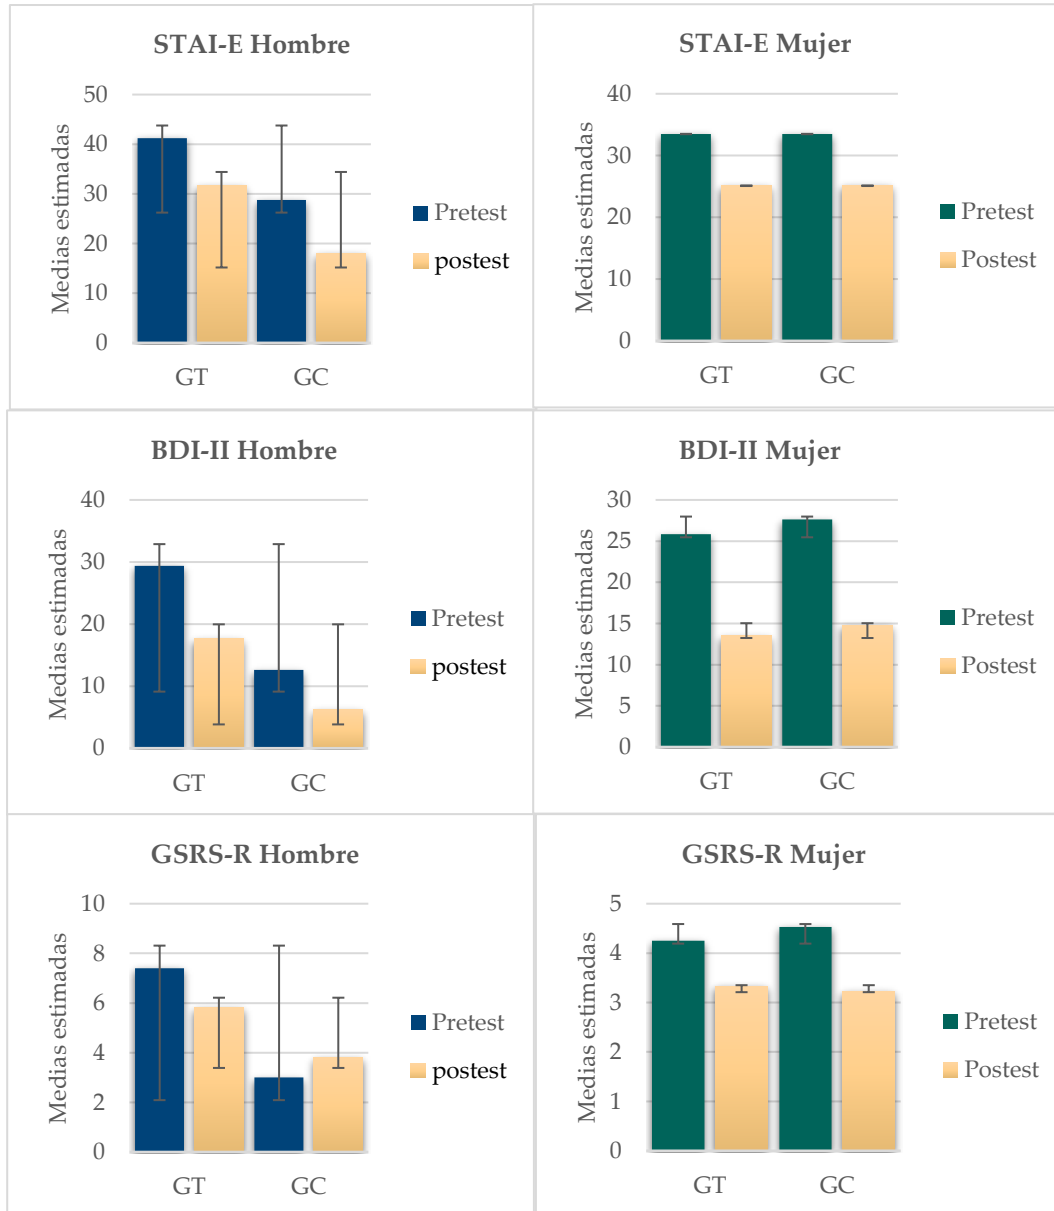 STAI-E Hombre
50
40
30
20
10
0
Medias estimadas
GT
GC
Pretest
postest
STAI-E Mujer
40
30
20
10
0
Medias estimadas
GT
GC
Pretest
Postest
BDI-II Hombre
40
30
20
10
0
Medias estimadas
GT
GC
Pretest
postest
BDI-II Mujer
30
25
20
15
10
5
0
Medias estimadas
GT
GC
Pretest
Postest
GSRS-R Hombre
10
8
6
4
2
0
Medias estimadas
GT
GC
Pretest
postest
GSRS-R Mujer
5
4
3
2
1
0
Medias estimadas
GT
GC
Pretest
Postest